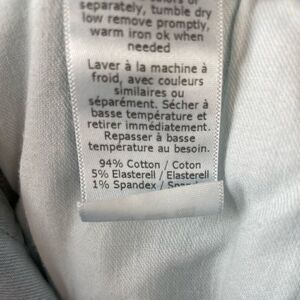 separately, tumble dry
low remove promptly,
warm iron ok when
needed
Laver à la machine à
froid, avec couleurs
similaires ou
séparément. Sécher à
basse température et
retirer immédiatement.
Repasser à basse
température au besoin.
94% Cotton / Coton
5% Elasterell / Elasterell
1% Spandex /